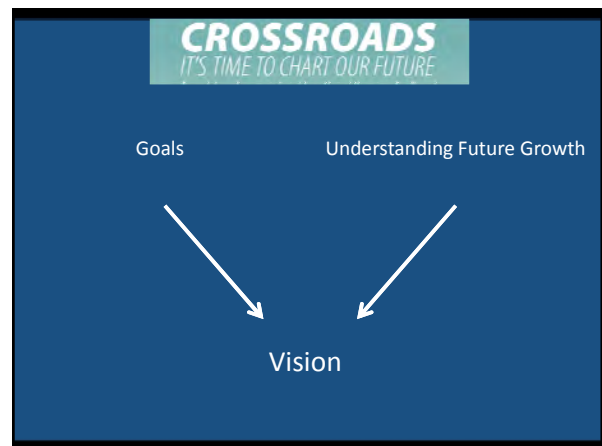 CROSSROADS
IT'S TIME TO CHART OUR FUTURE
Goals
Understanding Future Growth
Vision